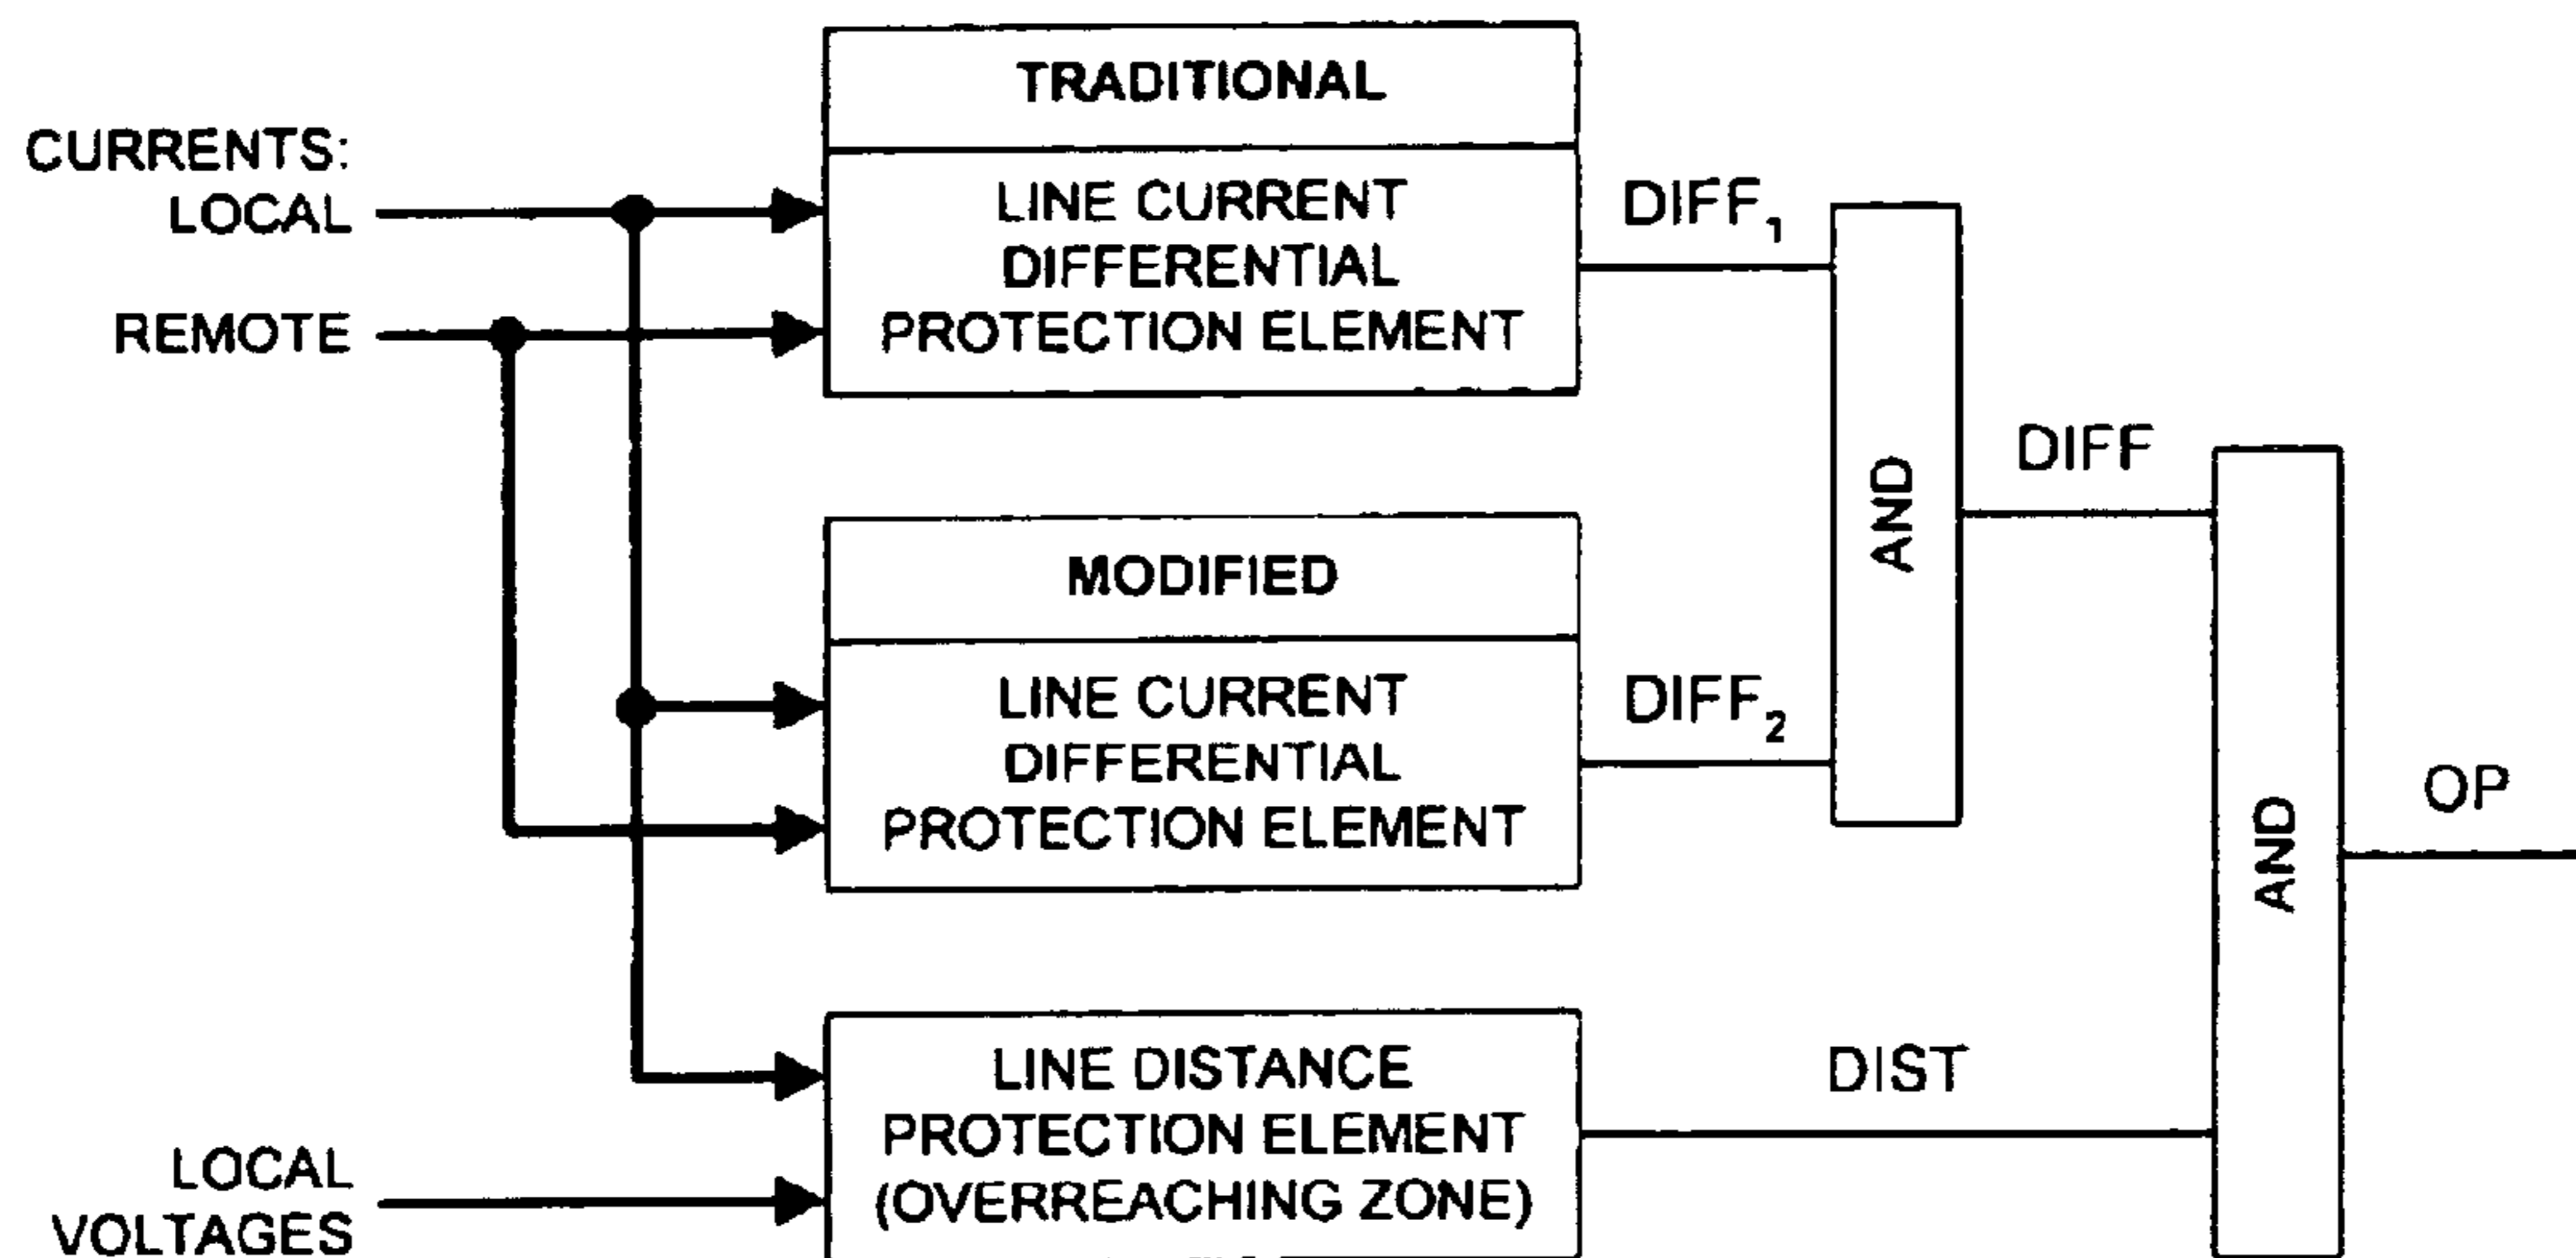 TRADITIONAL
CURRENTS:
LOCAL
REMOTE
LINE CURRENT
DIFFERENTIAL
PROTECTION ELEMENT
DIFF1
AND
DIFF
MODIFIED
LINE CURRENT
DIFFERENTIAL
PROTECTION ELEMENT
DIFF2
AND
OP
LINE DISTANCE
PROTECTION ELEMENT
(OVERREACHING ZONE)
DIST
LOCAL
VOLTAGES